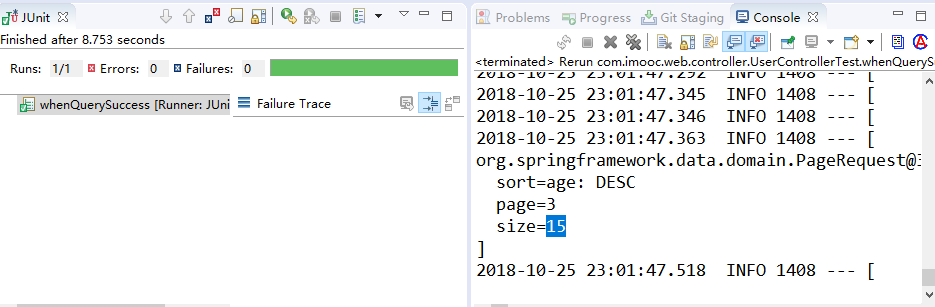 JUnit
Finished after 8.753 seconds
Runs: 1/1 Errors: 0 Failures: 0
whenQuerySuccess [Runner: JUni
Failure Trace
Problems Progress Git Staging Console
<terminated> Rerun com.imooc.web.controller.UserControllerTest.whenQueryS
2018-10-25 23:01:47.292 INFO 1408 --- [
2018-10-25 23:01:47.345 INFO 1408 --- [
2018-10-25 23:01:47.346 INFO 1408 --- [
2018-10-25 23:01:47.363 INFO 1408 --- [
org.springframework.data.domain.PageRequest@3
sort=age: DESC
page=3
size=15
]
2018-10-25 23:01:47.518 INFO 1408 --- [